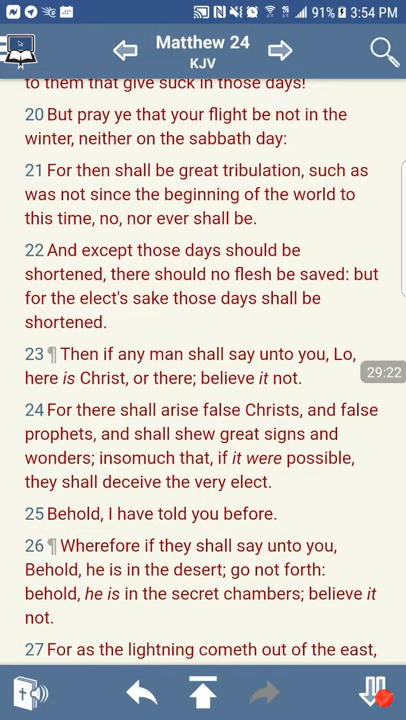 91% 3:54 PM
Matthew 24
KJV
to them that give suck in those days!
20 But pray ye that your flight be not in the
winter, neither on the sabbath day:
21 For then shall be great tribulation, such as
was not since the beginning of the world to
this time, no, nor ever shall be.
22 And except those days should be
shortened, there should no flesh be saved: but
for the elect's sake those days shall be
shortened.
23 ¶ Then if any man shall say unto you, Lo,
here is Christ, or there; believe it not.
29:22
24 For there shall arise false Christs, and false
prophets, and shall shew great signs and
wonders; insomuch that, if it were possible,
they shall deceive the very elect.
25 Behold, I have told you before.
26 ¶ Wherefore if they shall say unto you,
Behold, he is in the desert; go not forth:
behold, he is in the secret chambers; believe it
not.
27 For as the lightning cometh out of the east,